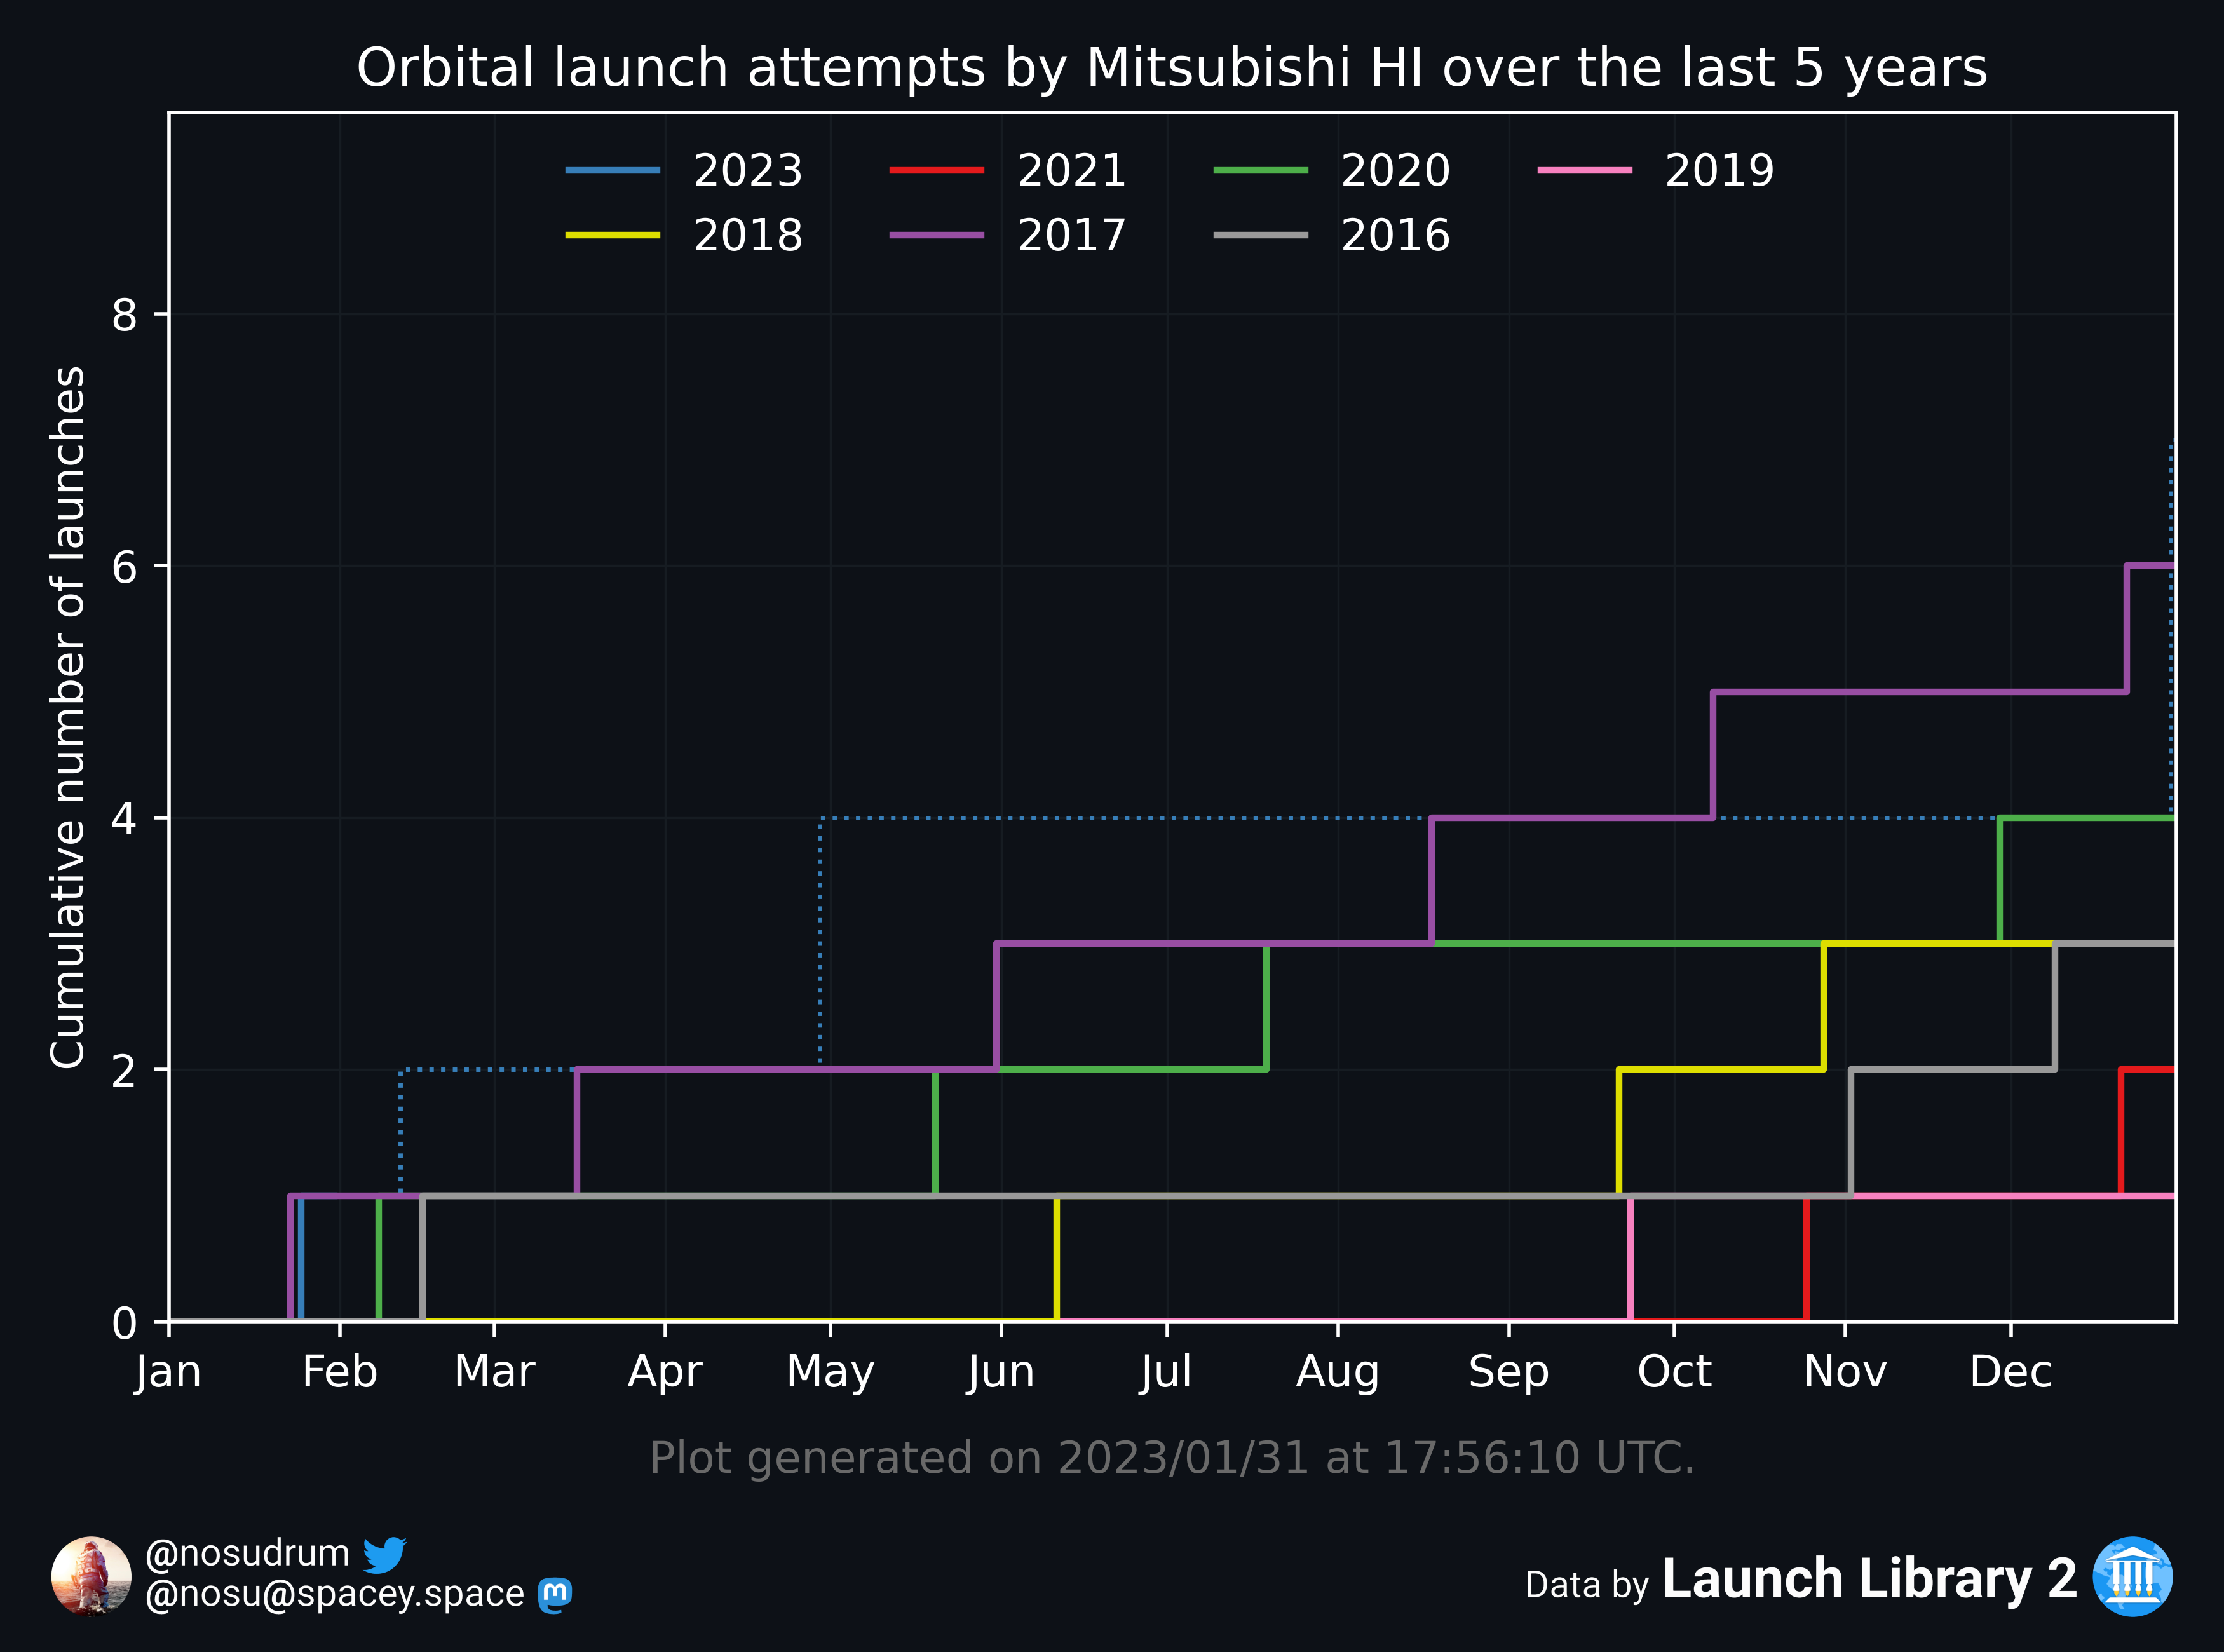 Orbital launch attempts by Mitsubishi HI over the last 5 years
2023 2021 2020 2019
2018 2017 2016
Cumulative number of launches
8
6
4
2
0
Jan Feb Mar Apr May Jun Jul Aug Sep Oct Nov Dec
Plot generated on 2023/01/31 at 17:56:10 UTC.
@nosudrum
@nosu@spacey.space
Data by Launch Library 2